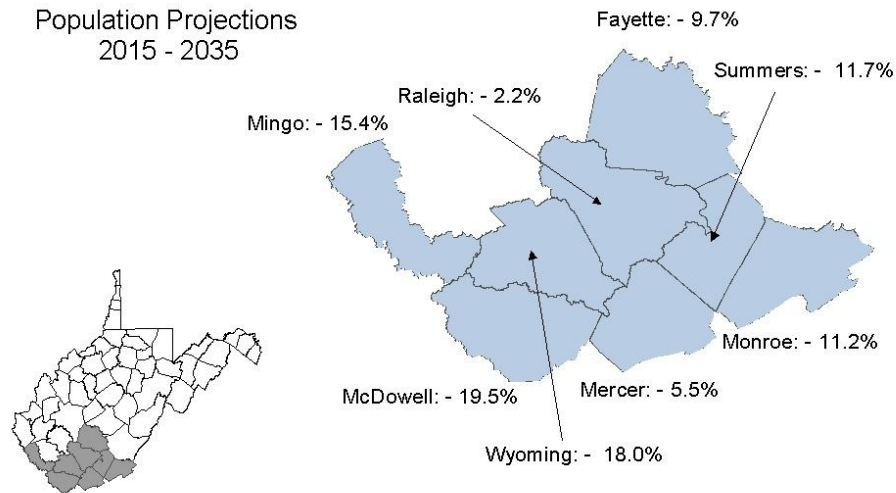 Population Projections
2015 - 2035
Fayette: - 9.7%
Summers: -  11.7%
Raleigh: - 2.2%
Mingo: - 15.4%
Monroe: - 11.2%
McDowell: - 19.5%
Mercer: - 5.5%
Wyoming: -  18.0%